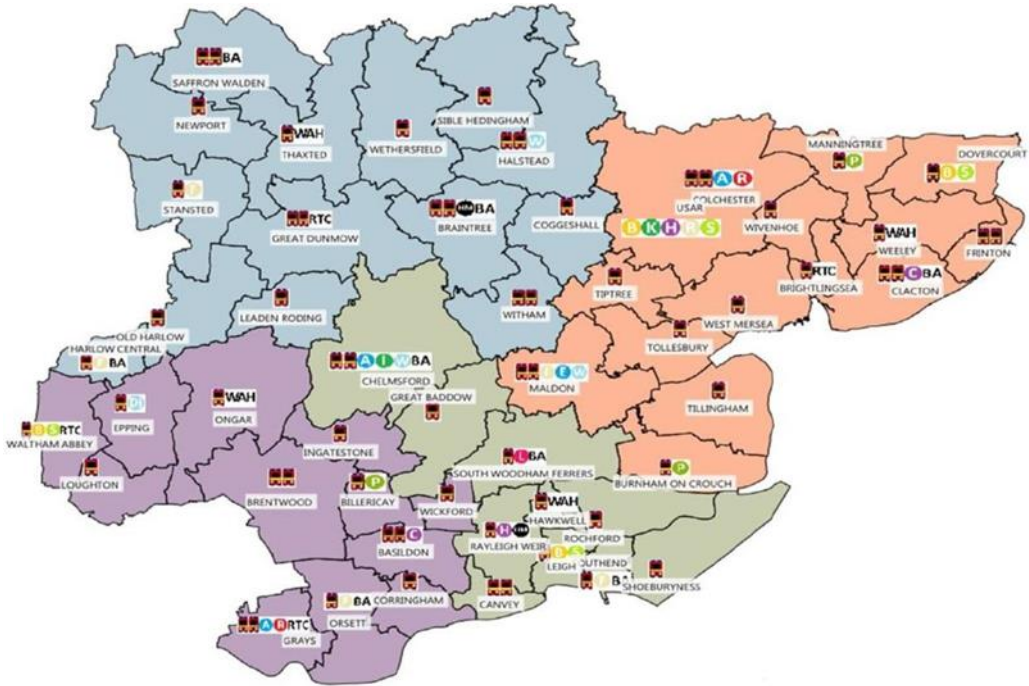 BA
SAFFRON WALDEN
NEWPORT
WAH
THAXTED
WETHERSFIELD
SIBLE HEDINGHAM
W
HALSTEAD
STANSTED
RTC
GREAT DUNMOW
BA
BRAINTREE
COGGESHALL
MANNINGTREE
P
DOVERCOURT
B S
A R
COLCHESTER
USAR
B K H R S
WIVENHOE
WAH
WEELEY
FRINTON
RTC
BRIGHTLINGSEA
C BA
CLACTON
LEADEN RODING
WITHAM
TIPTREE
WEST MERSEA
TOLLESBURY
OLD HARLOW
HARLOW CENTRAL
BA
A I W BA
CHELMSFORD
GREAT BADDOW
E W
MALDON
TILLINGHAM
EPPING
WAH
ONGAR
B S RTC
WALTHAM ABBEY
LOUGHTON
INGATESTONE
BRENTWOOD
P
BILLERICAY
WICKFORD
L BA
SOUTH WOODHAM FERRERS
P
BURNHAM ON CROUCH
WAH
HAWKWELL
ROCHFORD
C
BASILDON
H
RAYLEIGH WEIR
B S
LEIGH
OUTHEND
BA
SHOEBURYNESS
CORRINGHAM
CANVEY
BA
ORSETT
A R RTC
GRAYS